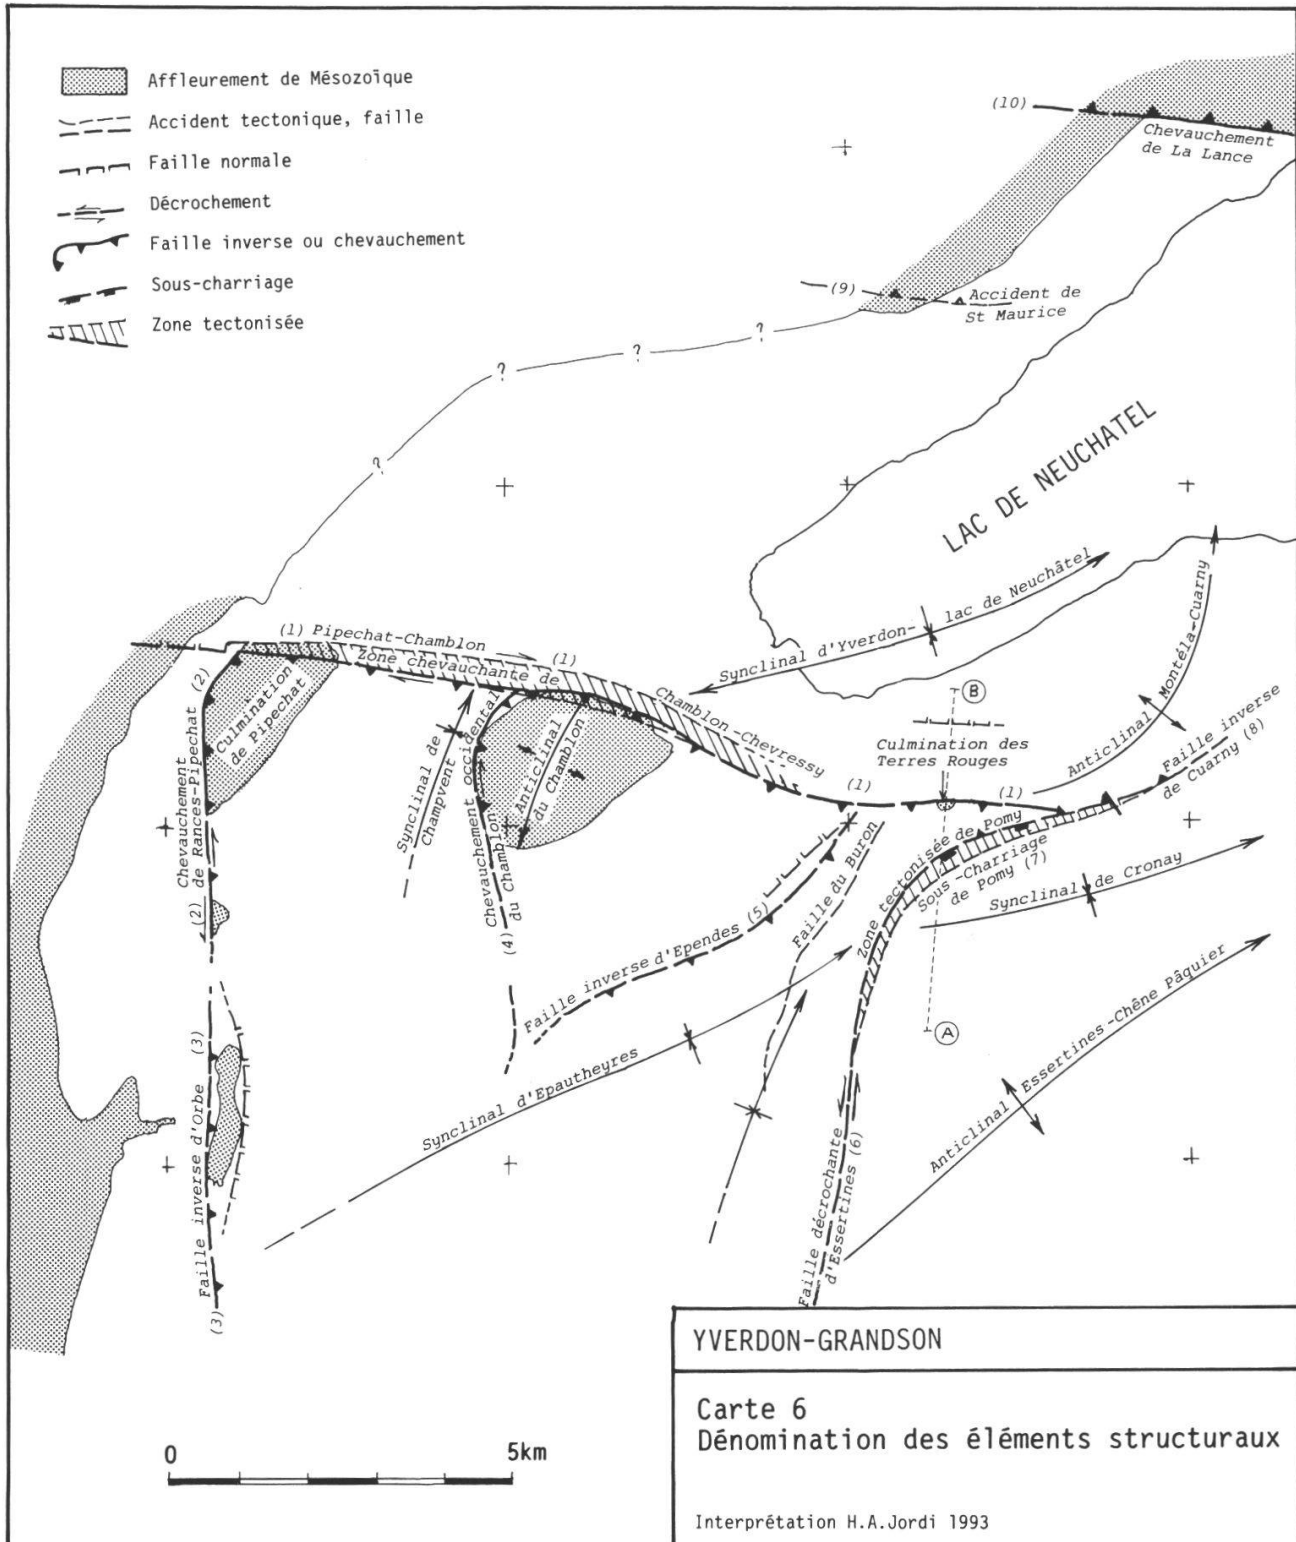 Affleurement de Mésozoïque
Accident tectonique, faille
Faille normale
Décrochement
Faille inverse ou chevauchement
Sous-charriage
Zone tectonisée
(10)
Chevauchement
de La Lance
(9)
Accident de
St Maurice
?
?
?
?
LAC DE NEUCHATEL
Synclinal d'Yverdon-
lac de Neuchâtel
Anticlinal Montéla-Cuarny
(1) Pipechat-Chamblon
(1)
Zone chevauchante de
Chamblon-Chevressy
(2)
Culmination
de Pipechat
Chevauchement
(2) de Rances-Pipechat
Synclinal de
Champvent
Chevauchement occidental
(4) du Chamblon
Anticlinal
du Chamblon
B
Culmination des
Terres Rouges
(1)
(1)
Faille inverse
de Cuarny (8)
Zone tectonisée de Pomy
Sous-Charriage
de Pomy (7)
Synclinal de Cronay
Faille du Buron
Faille inverse d'Ependes (5)
A
Synclinal d'Epautheyres
Anticlinal Essertines-Chêne Pâquier
Faille inverse d'Orbe (3)
(3)
Faille décrochante
d'Essertines (6)
YVERDON-GRANDSON
Carte 6
Dénomination des éléments structuraux
Interprétation H.A.Jordi 1993
0
5km